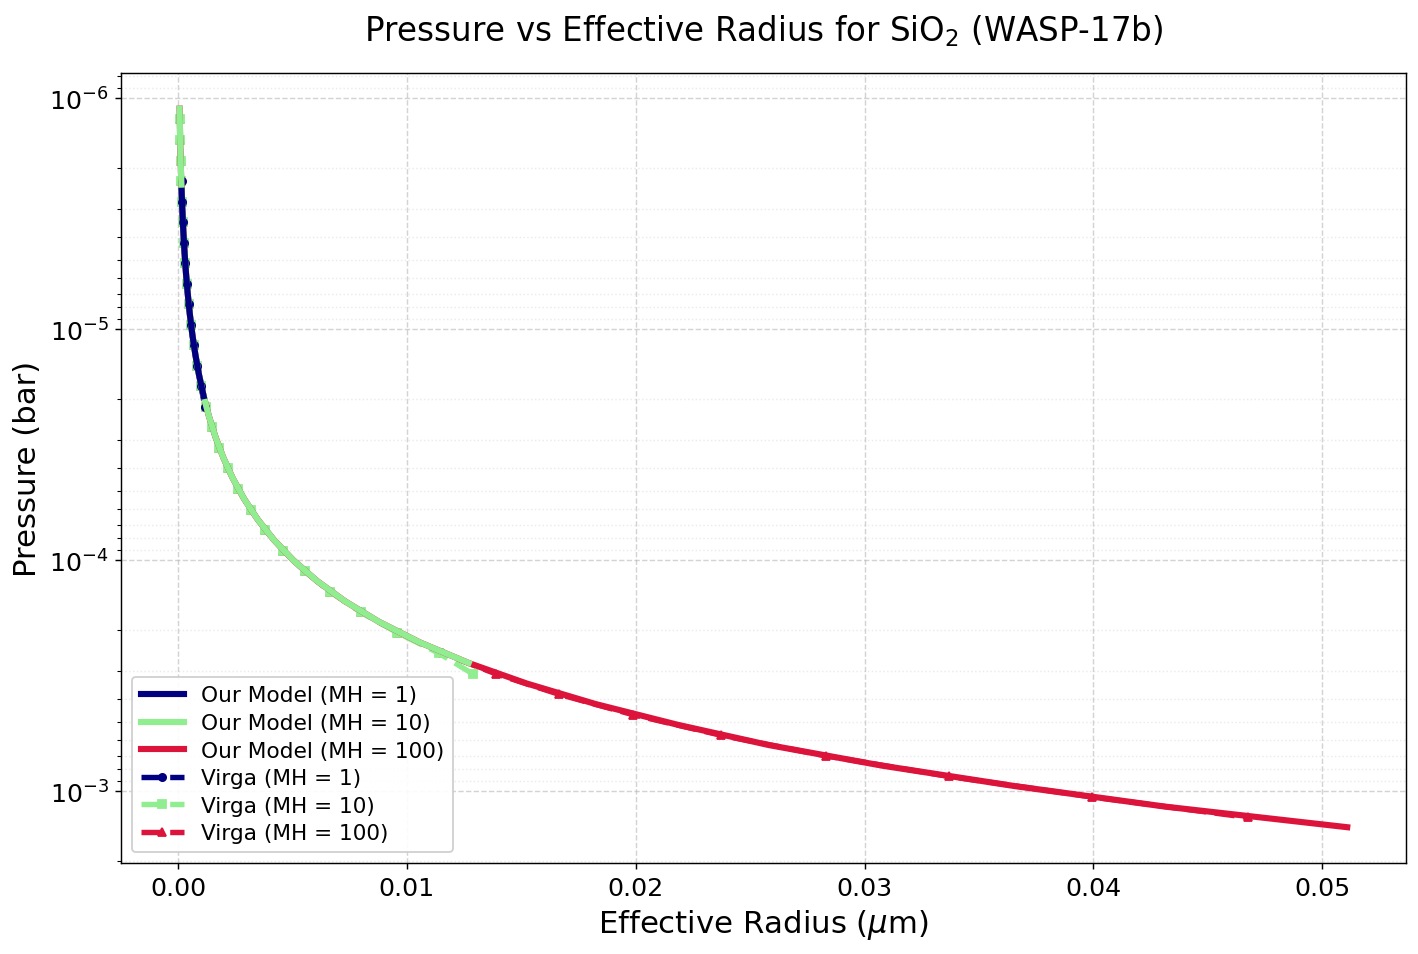 Pressure vs Effective Radius for SiO₂ (WASP-17b)
Pressure (bar)
10⁻⁶
10⁻⁵
10⁻⁴
10⁻³
Our Model (MH = 1)
Our Model (MH = 10)
Our Model (MH = 100)
Virga (MH = 1)
Virga (MH = 10)
Virga (MH = 100)
0.00 0.01 0.02 0.03 0.04 0.05
Effective Radius (μm)